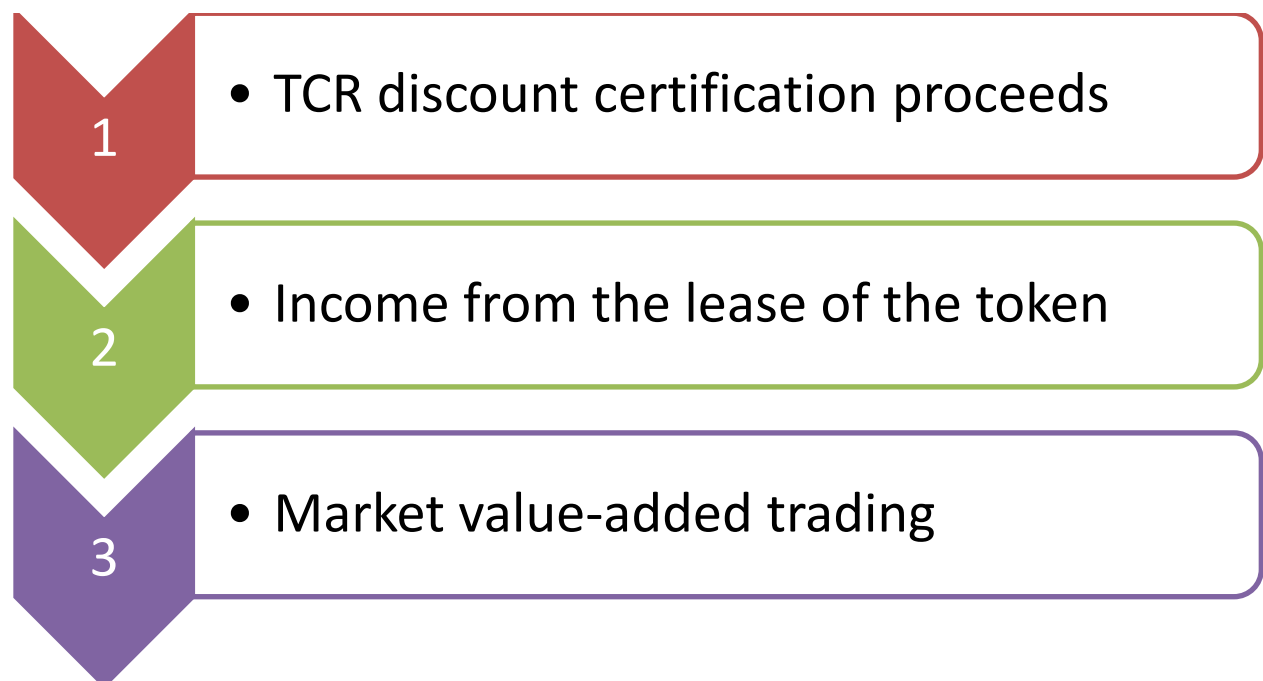 1
• TCR discount certification proceeds
2
• Income from the lease of the token
3
• Market value-added trading